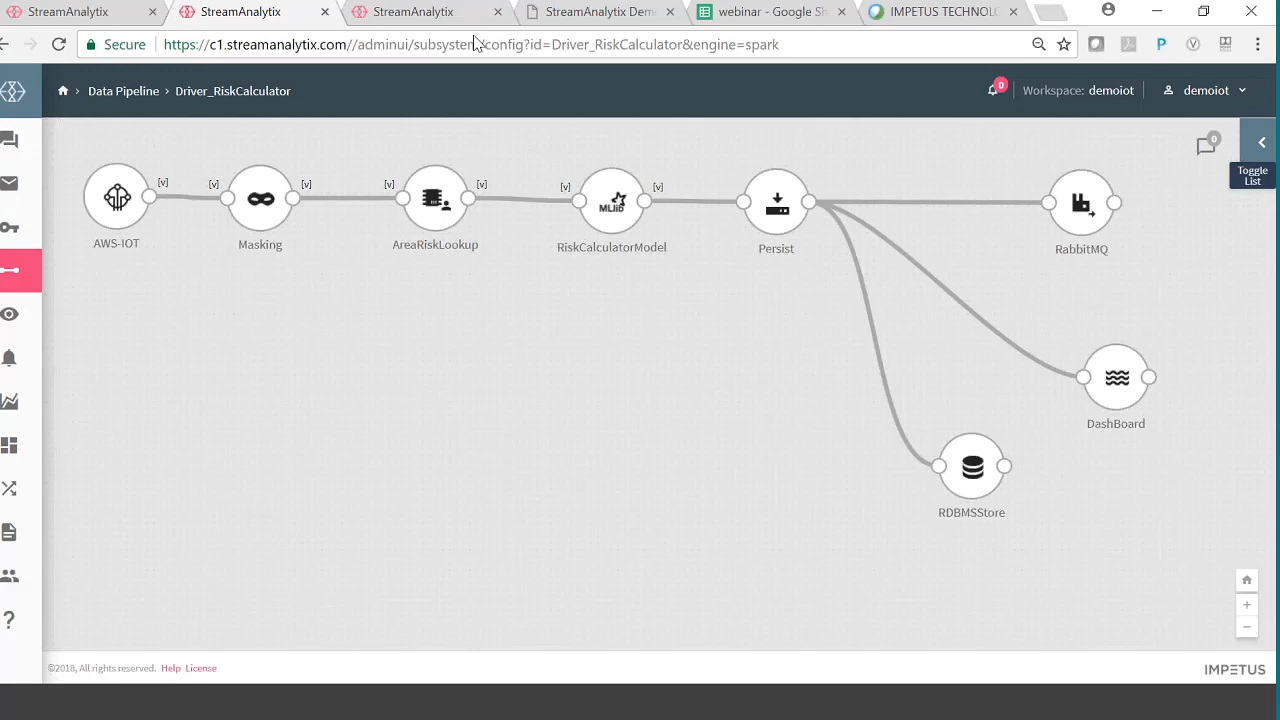 StreamAnalytix
StreamAnalytix
StreamAnalytix
StreamAnalytix Dem
webinar - Google Sh
IMPETUS TECHNOLO
Secure
https://c1.streamanalytix.com//adminui/subsystem-config?id=Driver_RiskCalculator&engine=spark
Data Pipeline > Driver_RiskCalculator
0
Workspace: demoiot
demoiot
0
Toggle
List
[v] [v] [v] [v] [v] [v] [v]
MLlib
AWS-IOT
Masking
AreaRiskLookup
RiskCalculatorModel
Persist
RabbitMQ
DashBoard
RDBMSStore
©2018, All rights reserved. Help License
IMPETUS